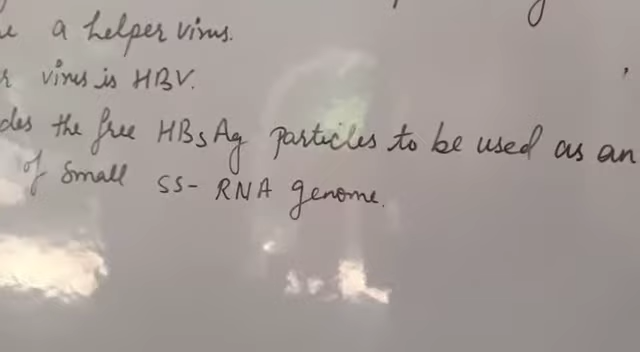 a helper virus.
virus is HBV.
the free HBsAg particles to be used as an
of small ss-RNA genome.